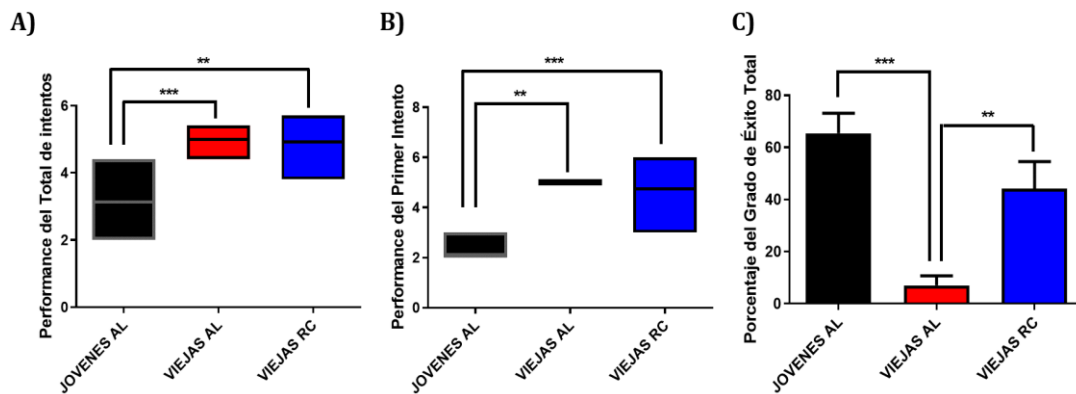 A)
Performance del Total de intentos
6
4
2
0
**
***
JOVENES AL
VIEJAS AL
VIEJAS RC
B)
Performance del Primer Intento
8
6
4
2
0
***
**
JOVENES AL
VIEJAS AL
VIEJAS RC
C)
Porcentaje del Grado de Éxito Total
80
60
40
20
0
***
**
JOVENES AL
VIEJAS AL
VIEJAS RC